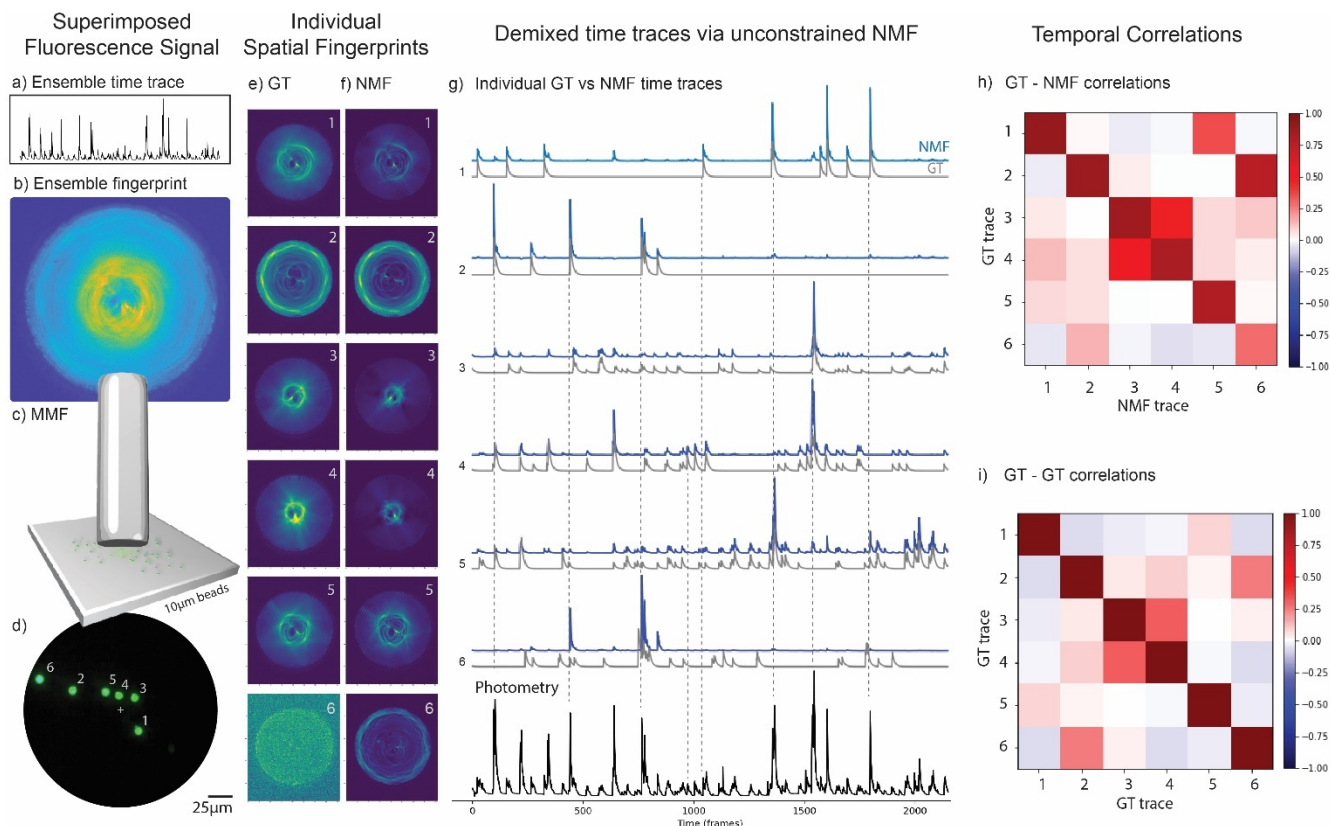 Superimposed
Fluorescence Signal
Individual
Spatial Fingerprints
Demixed time traces via unconstrained NMF
Temporal Correlations
a) Ensemble time trace
b) Ensemble fingerprint
c) MMF
10µm beads
d)
6
2
5
4
3
+
1
25µm
e) GT
f) NMF
1
1
2
2
3
3
4
4
5
5
6
6
g) Individual GT vs NMF time traces
NMF
GT
1
2
3
4
5
6
Photometry
0
500
1000
1500
2000
Time (frames)
h) GT - NMF correlations
GT trace
1
2
3
4
5
6
1 2 3 4 5 6
NMF trace
1.00
0.75
0.50
0.25
0.00
−0.25
−0.50
−0.75
−1.00
i) GT - GT correlations
GT trace
1
2
3
4
5
6
1 2 3 4 5 6
GT trace
1.00
0.75
0.50
0.25
0.00
−0.25
−0.50
−0.75
−1.00